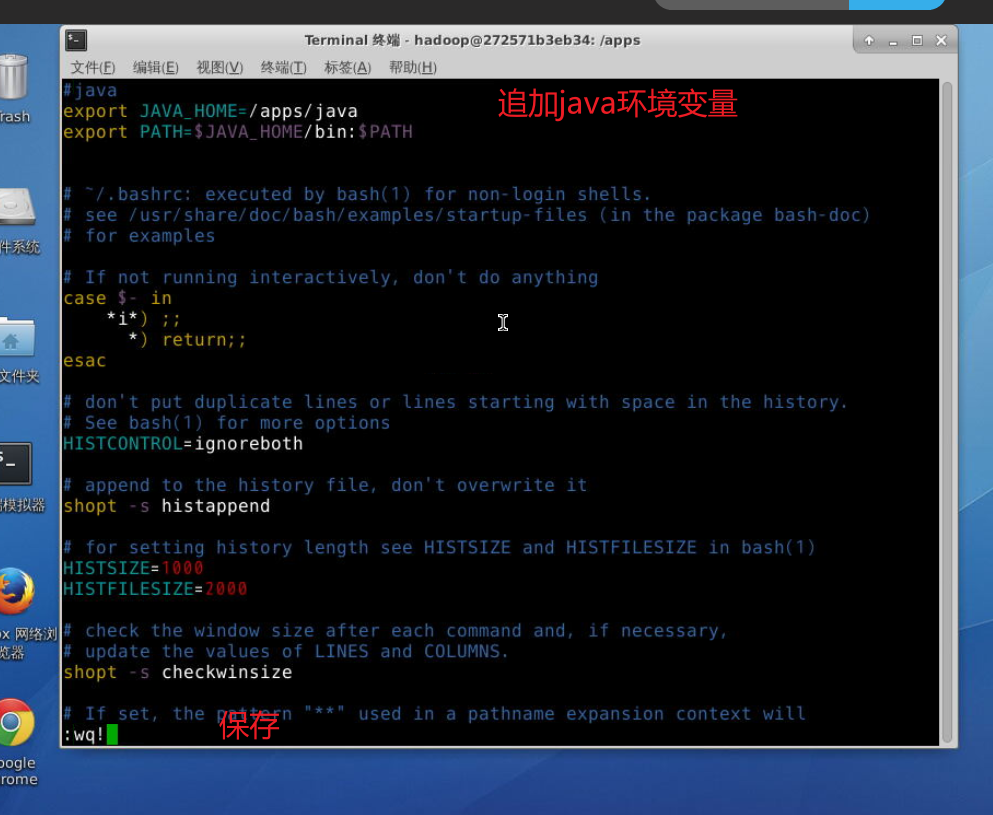 Terminal 终端 - hadoop@272571b3eb34: /apps
文件(F) 编辑(E) 视图(V) 终端(T) 标签(A) 帮助(H)
#java
追加java环境变量
export JAVA_HOME=/apps/java
export PATH=$JAVA_HOME/bin:$PATH
# ~/.bashrc: executed by bash(1) for non-login shells.
# see /usr/share/doc/bash/examples/startup-files (in the package bash-doc)
# for examples
# If not running interactively, don't do anything
case $- in
*i*) ;;
*) return;;
esac
# don't put duplicate lines or lines starting with space in the history.
# See bash(1) for more options
HISTCONTROL=ignoreboth
# append to the history file, don't overwrite it
shopt -s histappend
# for setting history length see HISTSIZE and HISTFILESIZE in bash(1)
HISTSIZE=1000
HISTFILESIZE=2000
# check the window size after each command and, if necessary,
# update the values of LINES and COLUMNS.
shopt -s checkwinsize
# If set, the pattern "**" used in a pathname expansion context will
:wq!
保存
rash
件系统
文件夹
$_
模拟器
ox 网络浏
览器
oogle
rome